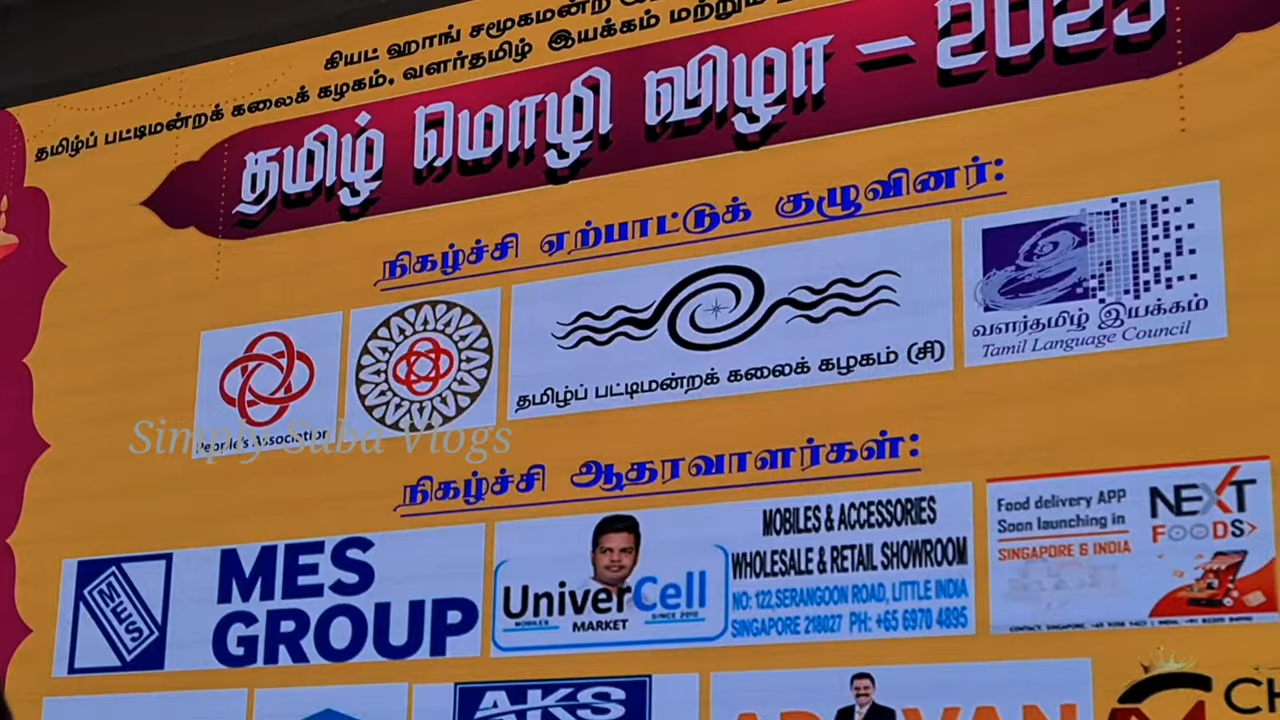 கியட் ஹாங் சமூகமன்ற
தமிழ்ப் பட்டிமன்றக் கலைக் கழகம், வளர்தமிழ் இயக்கம் மற்றும்
தமிழ் மொழி விழா – 2023
நிகழ்ச்சி ஏற்பாட்டுக் குழுவினர்:
People's Association
தமிழ்ப் பட்டிமன்றக் கலைக் கழகம் (சி)
வளர்தமிழ் இயக்கம்
Tamil Language Council
Simply Suba Vlogs
நிகழ்ச்சி ஆதரவாளர்கள்:
MES
MES GROUP
UniverCell
MOBILES
MARKET
SINCE 2012
MOBILES & ACCESSORIES
WHOLESALE & RETAIL SHOWROOM
NO: 122,SERANGOON ROAD, LITTLE INDIA
SINGAPORE 218027 PH: +65 6970 4895
Food delivery APP
Soon launching in
SINGAPORE & INDIA
NEXT
FOODS>
AKS